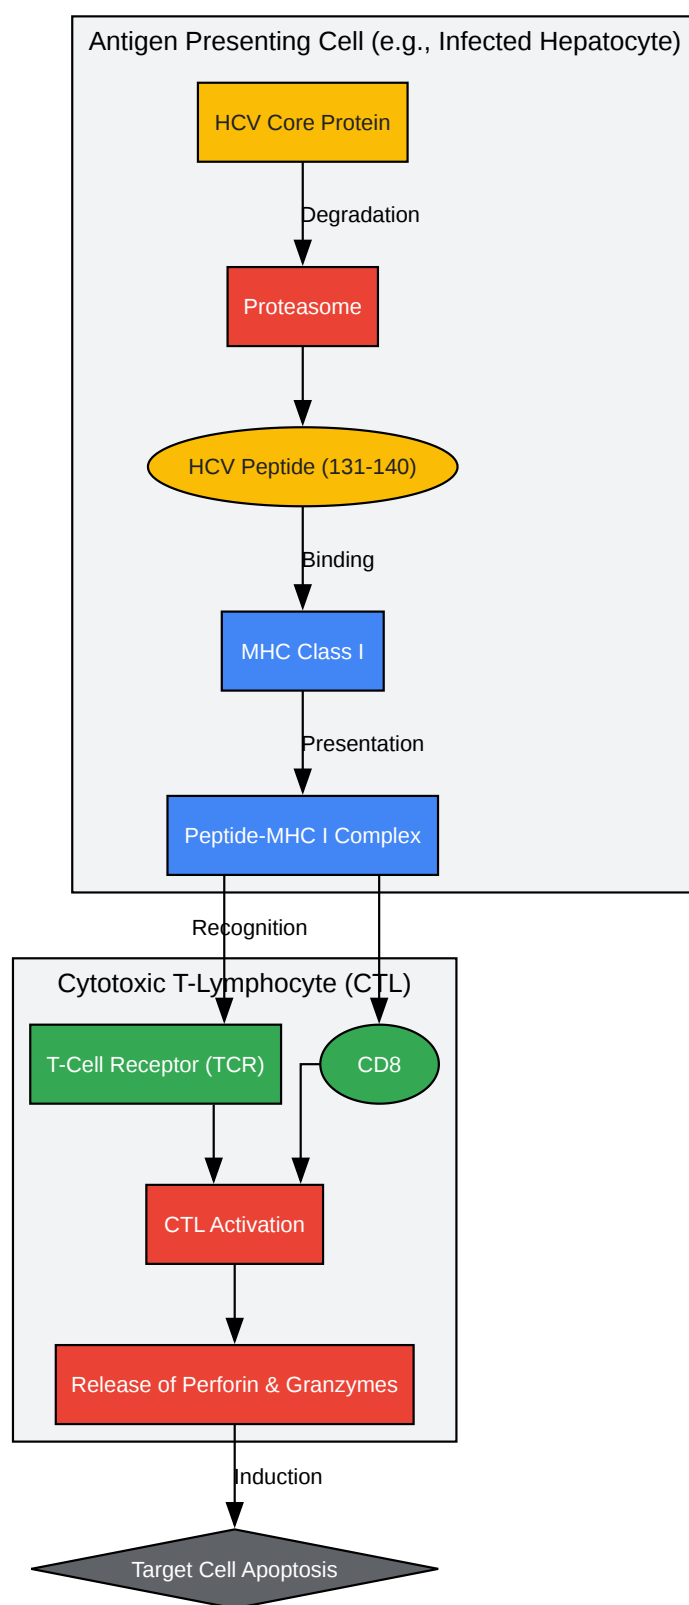 Antigen Presenting Cell (e.g., Infected Hepatocyte)
HCV Core Protein
Degradation
Proteasome
HCV Peptide (131-140)
Binding
MHC Class I
Presentation
Peptide-MHC I Complex
Recognition
Cytotoxic T-Lymphocyte (CTL)
T-Cell Receptor (TCR)
CD8
CTL Activation
Release of Perforin & Granzymes
Induction
Target Cell Apoptosis